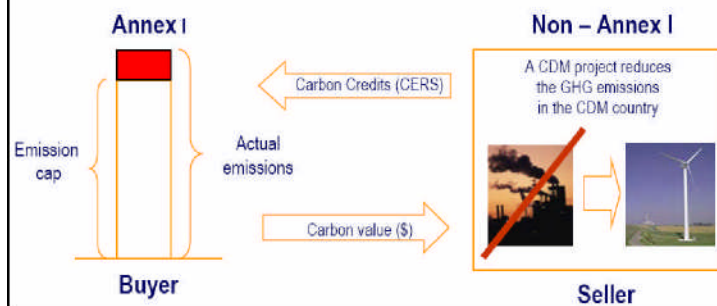 Annex I
Non – Annex I
A CDM project reduces
the GHG emissions
in the CDM country
Carbon Credits (CERS)
Emission
cap
Actual
emissions
Carbon value ($)
Buyer
Seller